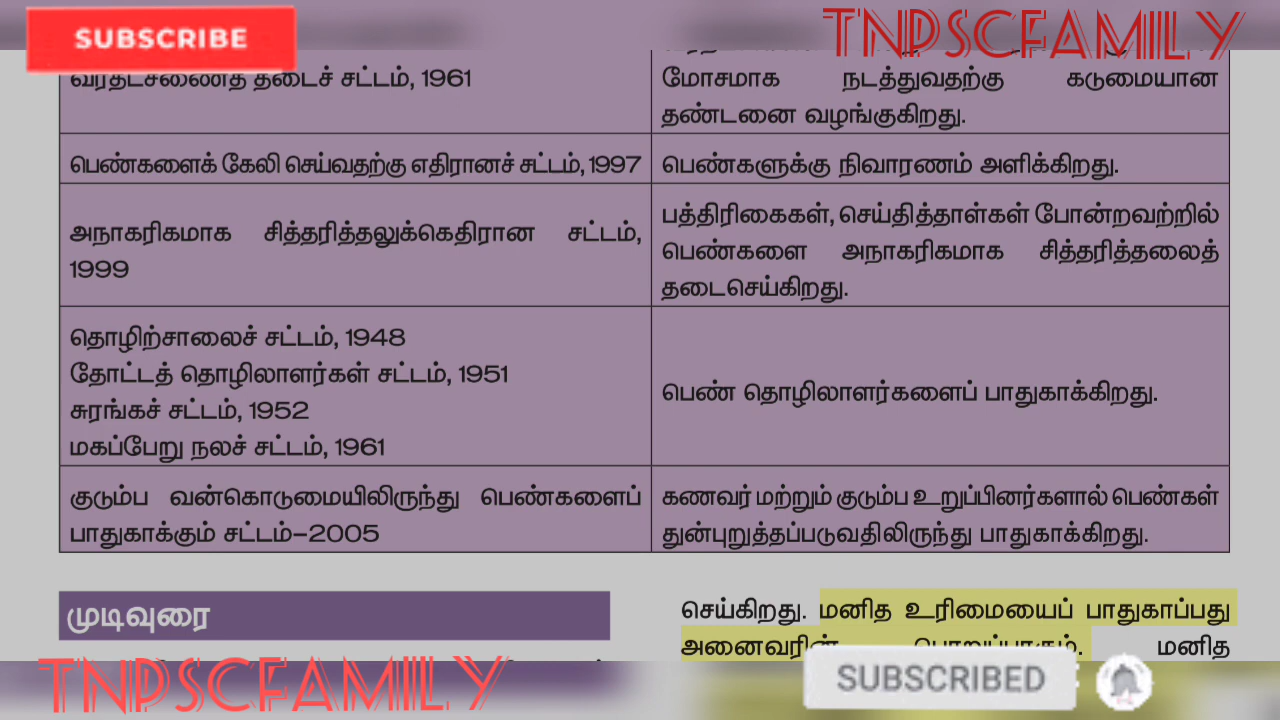 SUBSCRIBE
TNPSCFAMILY
வரதட்சணைத் தடைச் சட்டம், 1961
மோசமாக நடத்துவதற்கு கடுமையான
தண்டனை வழங்குகிறது.
பெண்களைக் கேலி செய்வதற்கு எதிரானச் சட்டம், 1997
பெண்களுக்கு நிவாரணம் அளிக்கிறது.
அநாகரிகமாக சித்தரித்தலுக்கெதிரான சட்டம்,
1999
பத்திரிகைகள், செய்தித்தாள்கள் போன்றவற்றில்
பெண்களை அநாகரிகமாக சித்தரித்தலைத்
தடைசெய்கிறது.
தொழிற்சாலைச் சட்டம், 1948
தோட்டத் தொழிலாளர்கள் சட்டம், 1951
சுரங்கச் சட்டம், 1952
மகப்பேறு நலச் சட்டம், 1961
பெண் தொழிலாளர்களைப் பாதுகாக்கிறது.
குடும்ப வன்கொடுமையிலிருந்து பெண்களைப்
பாதுகாக்கும் சட்டம்–2005
கணவர் மற்றும் குடும்ப உறுப்பினர்களால் பெண்கள்
துன்புறுத்தப்படுவதிலிருந்து பாதுகாக்கிறது.
முடிவுரை
செய்கிறது. மனித உரிமையைப் பாதுகாப்பது
அனைவரின் பொறுப்பாகும். மனித
TNPSCFAMILY
SUBSCRIBED